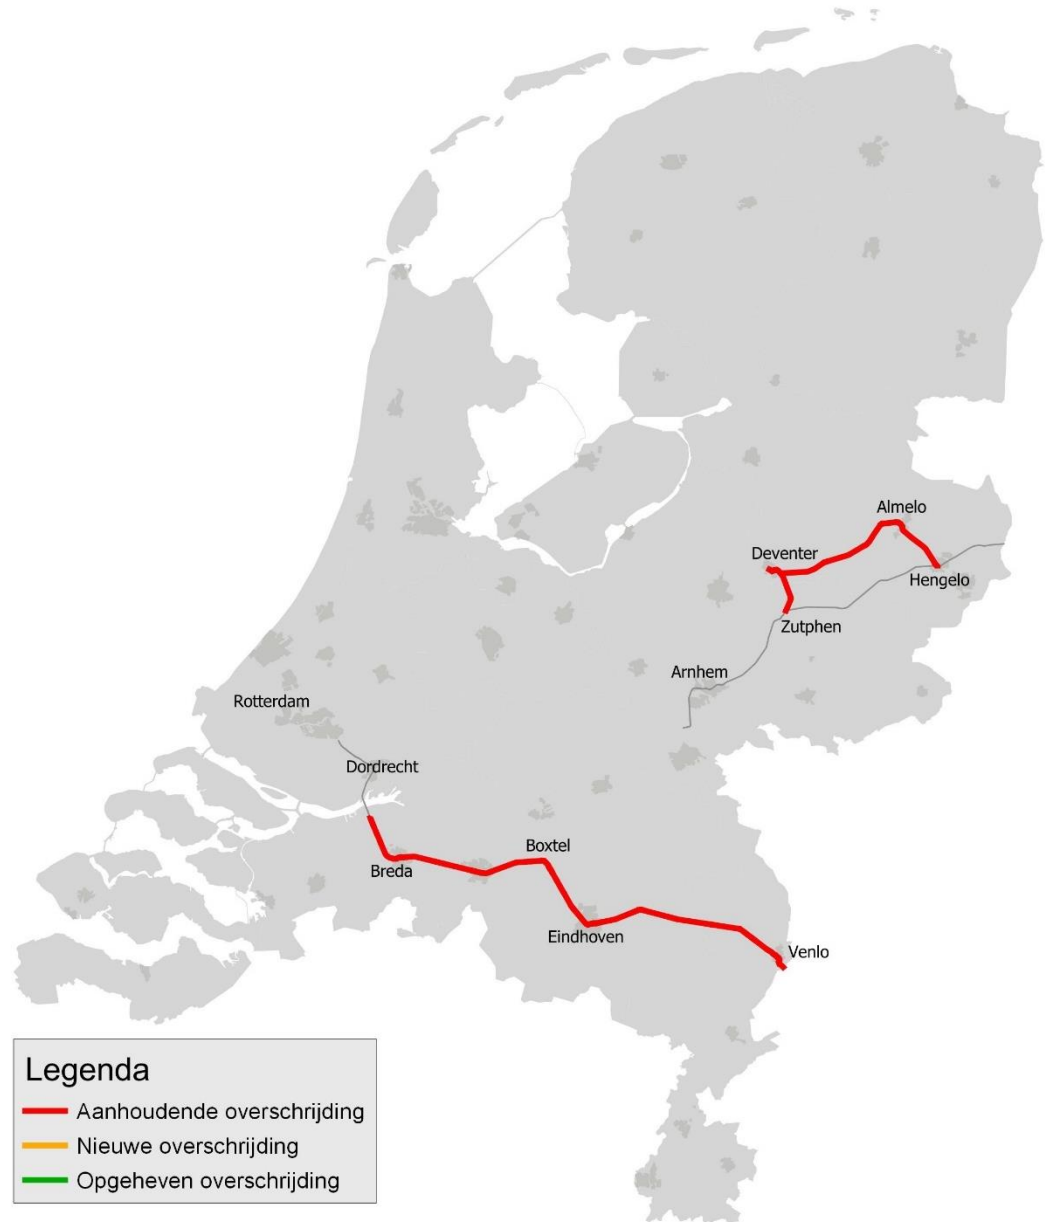 Almelo
Deventer
Hengelo
Zutphen
Arnhem
Rotterdam
Dordrecht
Boxtel
Breda
Eindhoven
Venlo
Legenda
Aanhoudende overschrijding
Nieuwe overschrijding
Opgeheven overschrijding